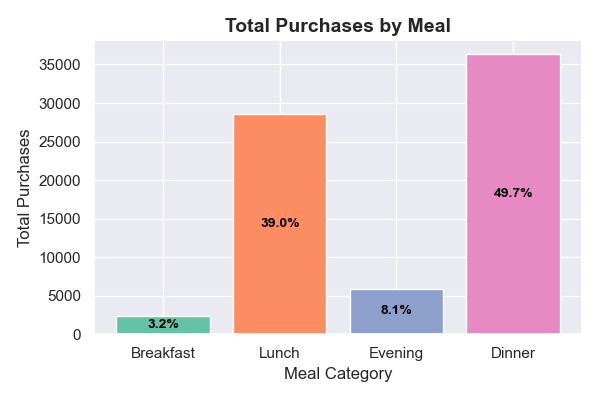 Total Purchases by Meal
Total Purchases
35000
30000
25000
20000
15000
10000
5000
0
3.2%
39.0%
8.1%
49.7%
Breakfast
Lunch
Evening
Dinner
Meal Category